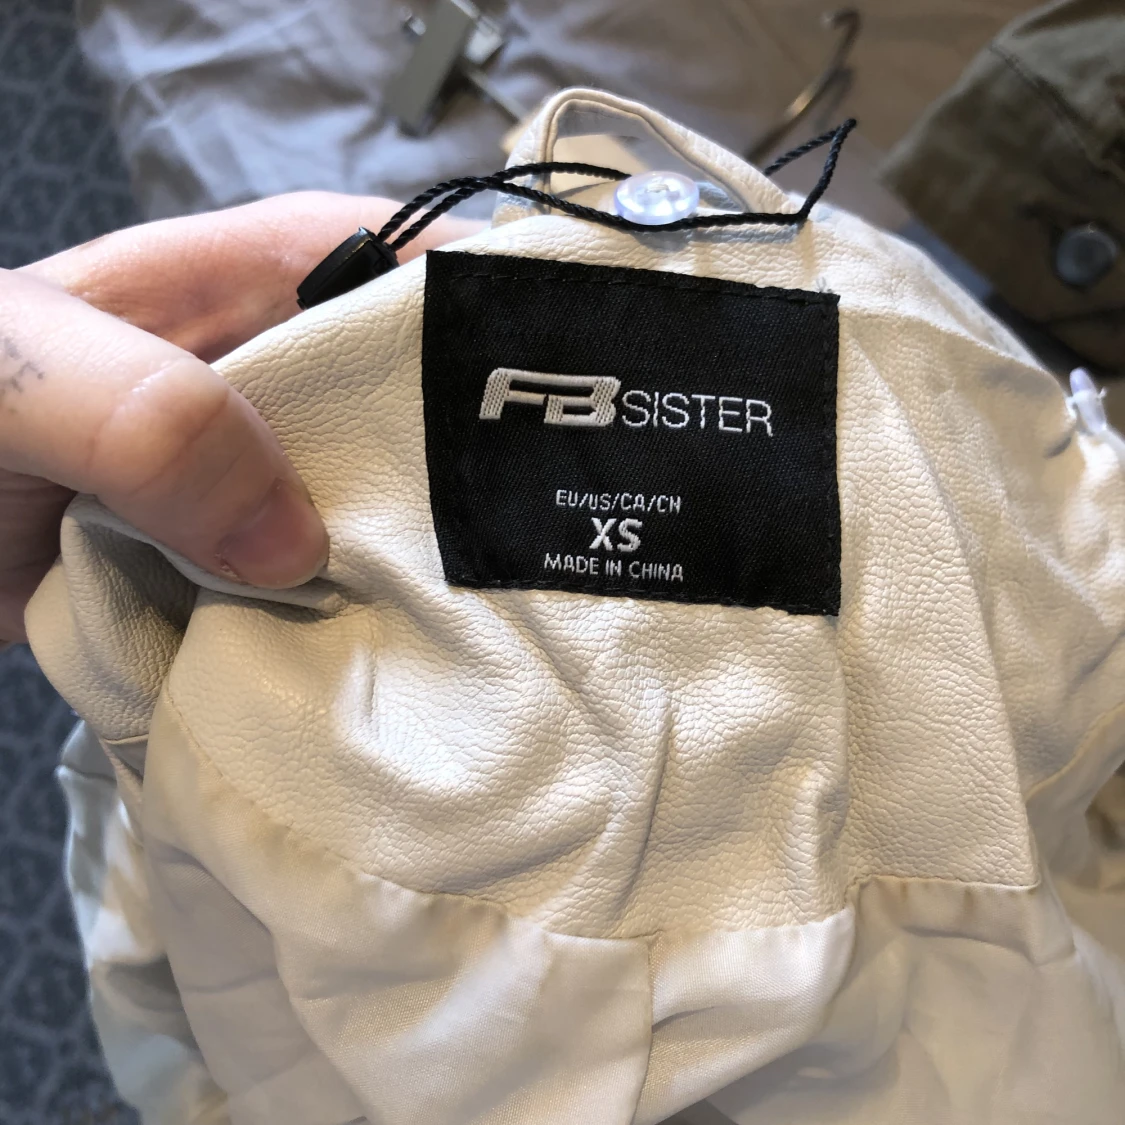 FB SISTER
EU/US/CA/CN
XS
MADE IN CHINA